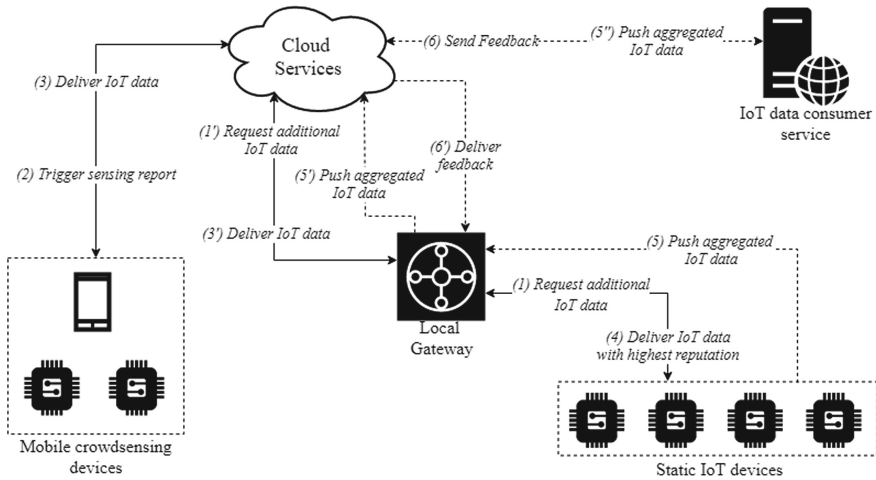 Cloud
Services
(6) Send Feedback
(5'') Push aggregated
IoT data
IoT data consumer
service
(3) Deliver IoT data
(1') Request additional
IoT data
(6') Deliver
feedback
(2) Trigger sensing report
(5') Push aggregated
IoT data
(3') Deliver IoT data
(5) Push aggregated
IoT data
(1) Request additional
IoT data
Local
Gateway
(4) Deliver IoT data
with highest reputation
Mobile crowdsensing
devices
Static IoT devices